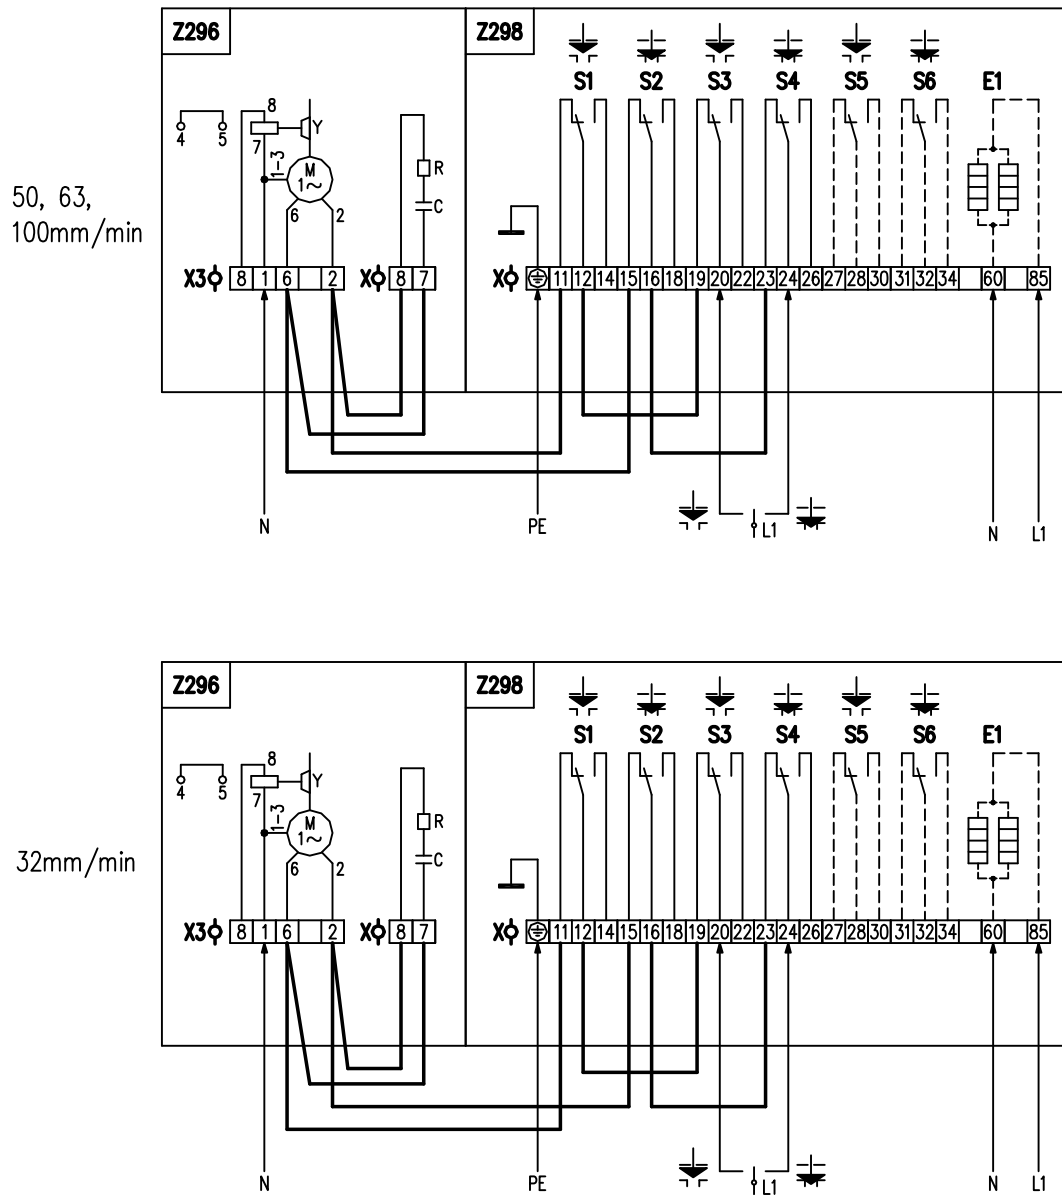 Z296
Z298
S1 S2 S3 S4 S5 S6 E1
8
4 5
7
Y
1-3
M
1~
R
C
6 2
50, 63,
100mm/min
X3 8 1 6 2
X 8 7
X 11 12 14 15 16 18 19 20 22 23 24 26 27 28 30 31 32 34 60 85
N PE L1 N L1
Z296
Z298
S1 S2 S3 S4 S5 S6 E1
8
4 5
7
Y
1-3
M
1~
R
C
6 2
32mm/min
X3 8 1 6 2
X 8 7
X 11 12 14 15 16 18 19 20 22 23 24 26 27 28 30 31 32 34 60 85
N PE L1 N L1